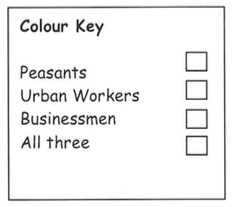 Colour Key
Peasants
Urban Workers
Businessmen
All three